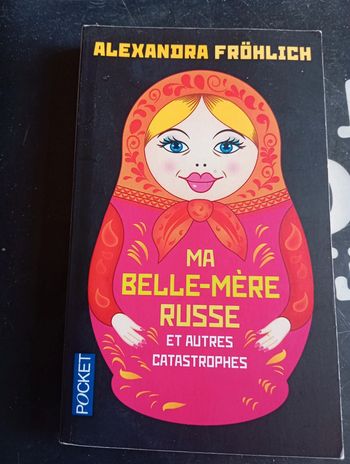 ALEXANDRA FRÖHLICH
MA
BELLE-MÈRE
RUSSE
ET AUTRES
CATASTROPHES
POCKET